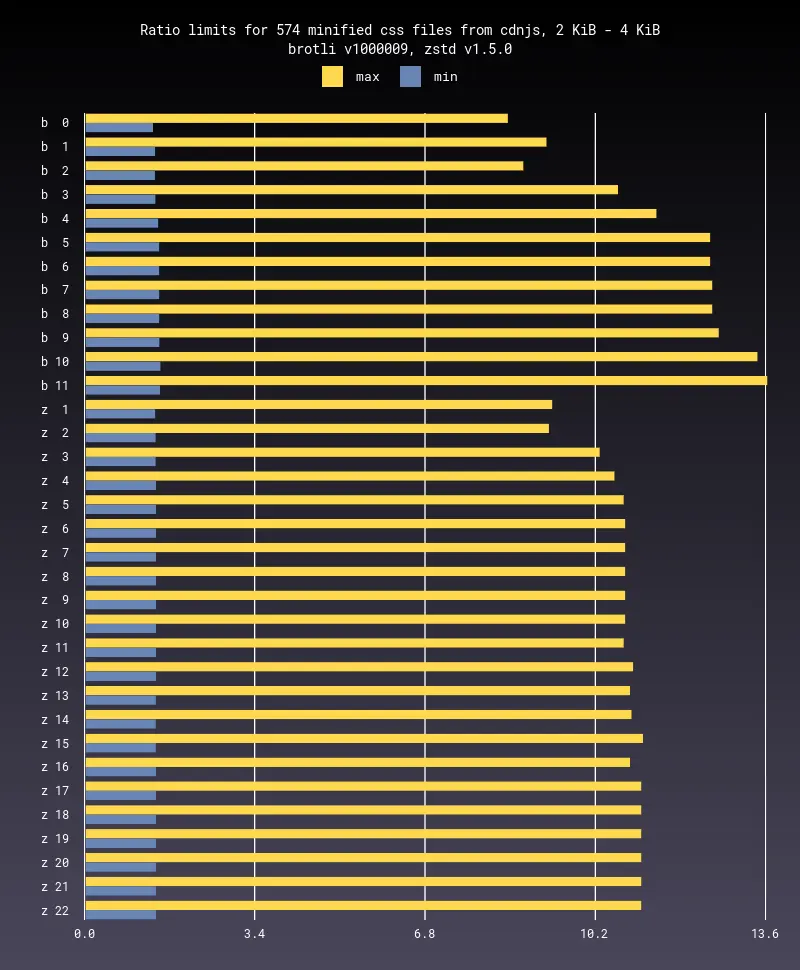 Ratio limits for 574 minified css files from cdnjs, 2 KiB - 4 KiB
brotli v1000009, zstd v1.5.0
max min
b 0
b 1
b 2
b 3
b 4
b 5
b 6
b 7
b 8
b 9
b 10
b 11
z 1
z 2
z 3
z 4
z 5
z 6
z 7
z 8
z 9
z 10
z 11
z 12
z 13
z 14
z 15
z 16
z 17
z 18
z 19
z 20
z 21
z 22
0.0 3.4 6.8 10.2 13.6